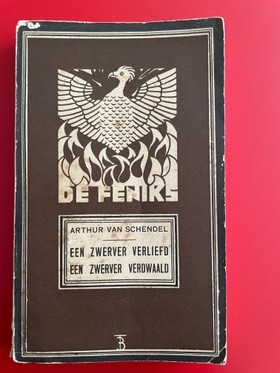 DE FENIKS
ARTHUR VAN SCHENDEL
EEN ZWERVER VERLIEFD
EEN ZWERVER VERDWAALD